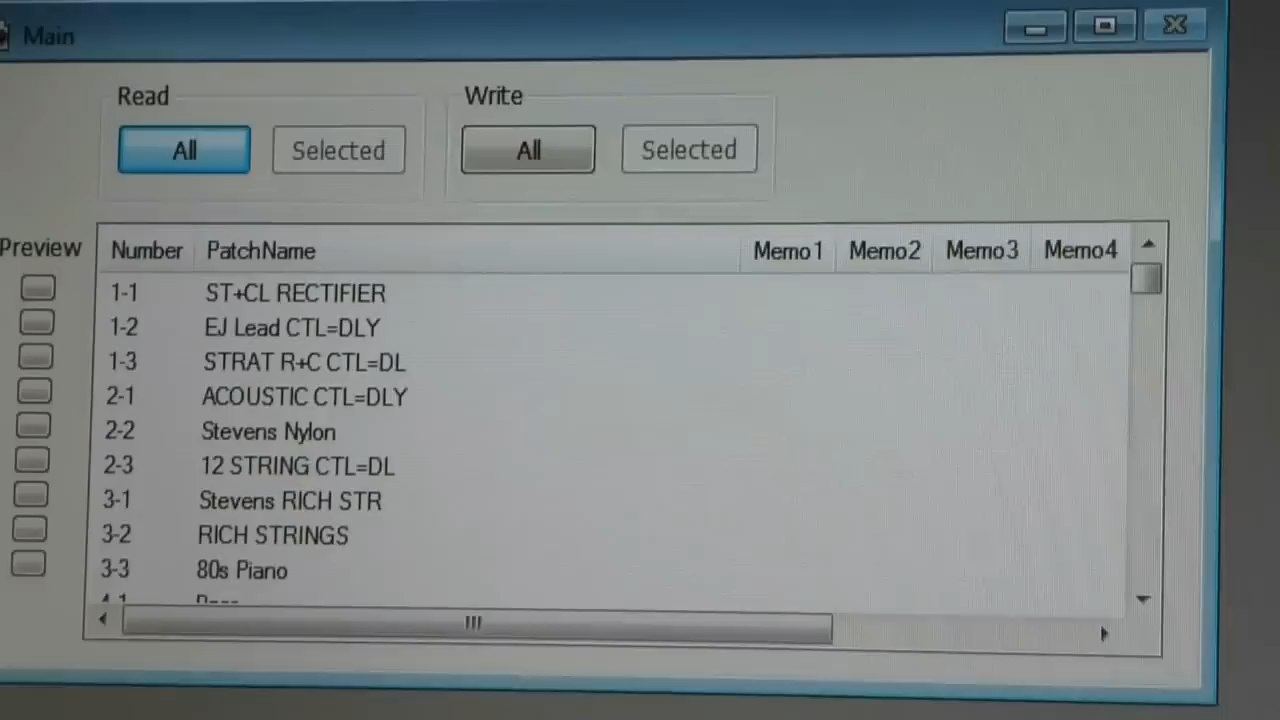 Main
Read Write
All Selected All Selected
Preview Number PatchName Memo1 Memo2 Memo3 Memo4
1-1 ST+CL RECTIFIER
1-2 EJ Lead CTL=DLY
1-3 STRAT R+C CTL=DL
2-1 ACOUSTIC CTL=DLY
2-2 Stevens Nylon
2-3 12 STRING CTL=DL
3-1 Stevens RICH STR
3-2 RICH STRINGS
3-3 80s Piano
4-1